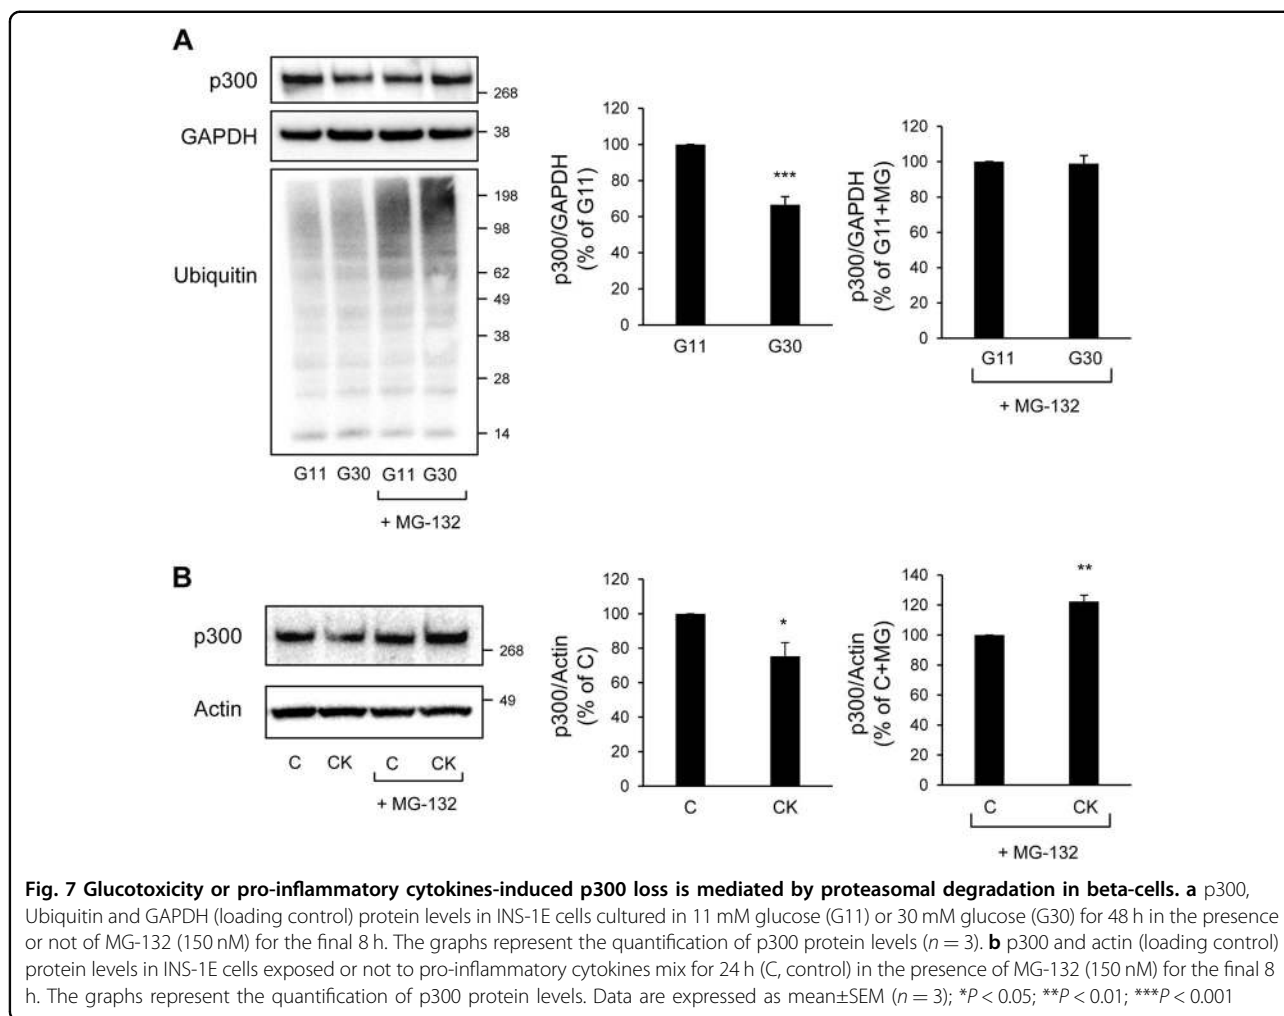 A
p300
268
GAPDH
38
Ubiquitin
198
98
62
49
38
28
14
G11 G30 G11 G30
+ MG-132
p300/GAPDH
(% of G11)
120
100
80
60
40
20
0
***
G11 G30
p300/GAPDH
(% of G11+MG)
120
100
80
60
40
20
0
G11 G30
+ MG-132
B
p300
268
Actin
49
C CK C CK
+ MG-132
p300/Actin
(% of C)
120
100
80
60
40
20
0
*
C CK
p300/Actin
(% of C+MG)
140
120
100
80
60
40
20
0
**
C CK
+ MG-132
Fig. 7 Glucotoxicity or pro-inflammatory cytokines-induced p300 loss is mediated by proteasomal degradation in beta-cells. a p300,
Ubiquitin and GAPDH (loading control) protein levels in INS-1E cells cultured in 11 mM glucose (G11) or 30 mM glucose (G30) for 48 h in the presence
or not of MG-132 (150 nM) for the final 8 h. The graphs represent the quantification of p300 protein levels (n = 3). b p300 and actin (loading control)
protein levels in INS-1E cells exposed or not to pro-inflammatory cytokines mix for 24 h (C, control) in the presence of MG-132 (150 nM) for the final 8
h. The graphs represent the quantification of p300 protein levels. Data are expressed as mean±SEM (n = 3); *P < 0.05; **P < 0.01; ***P < 0.001